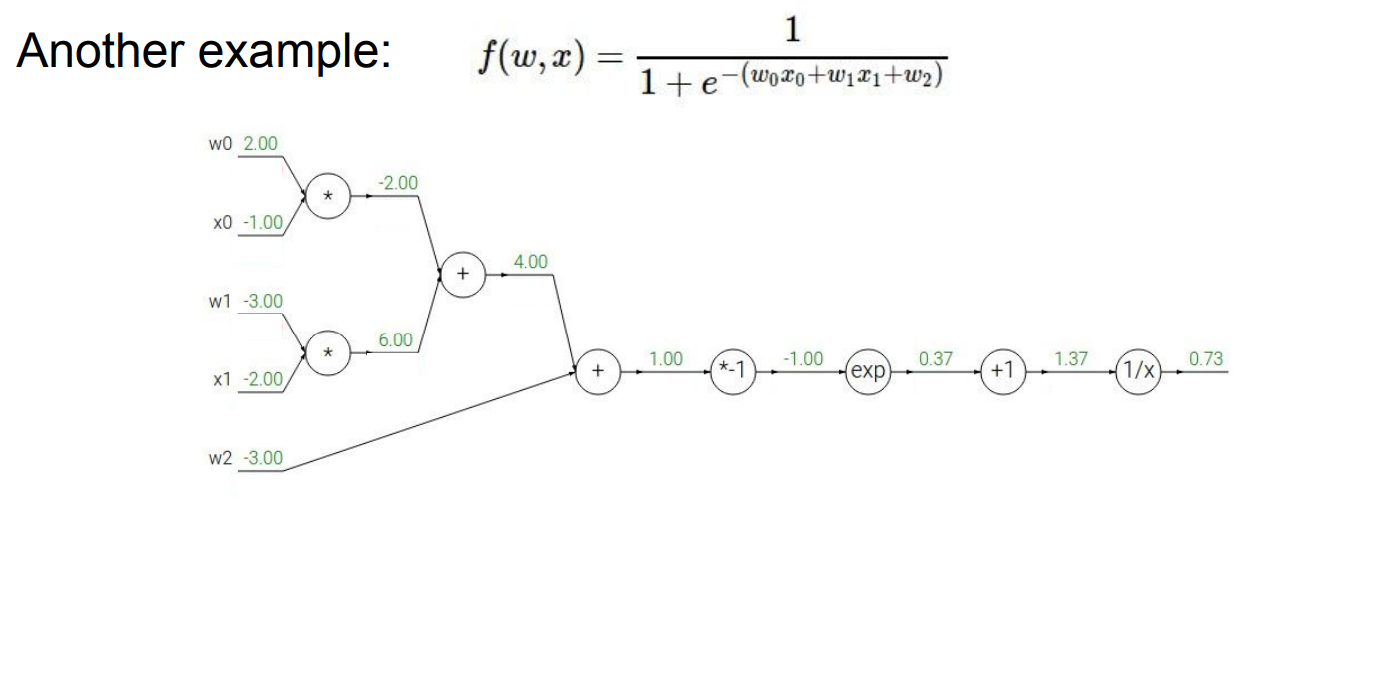 Another example:
f(w, x) = 1 / (1 + e^−(w₀x₀+w₁x₁+w₂))
w0 2.00
* -2.00
x0 -1.00
+ 4.00
w1 -3.00
* 6.00
x1 -2.00
+ 1.00 *-1 -1.00 exp 0.37 +1 1.37 1/x 0.73
w2 -3.00